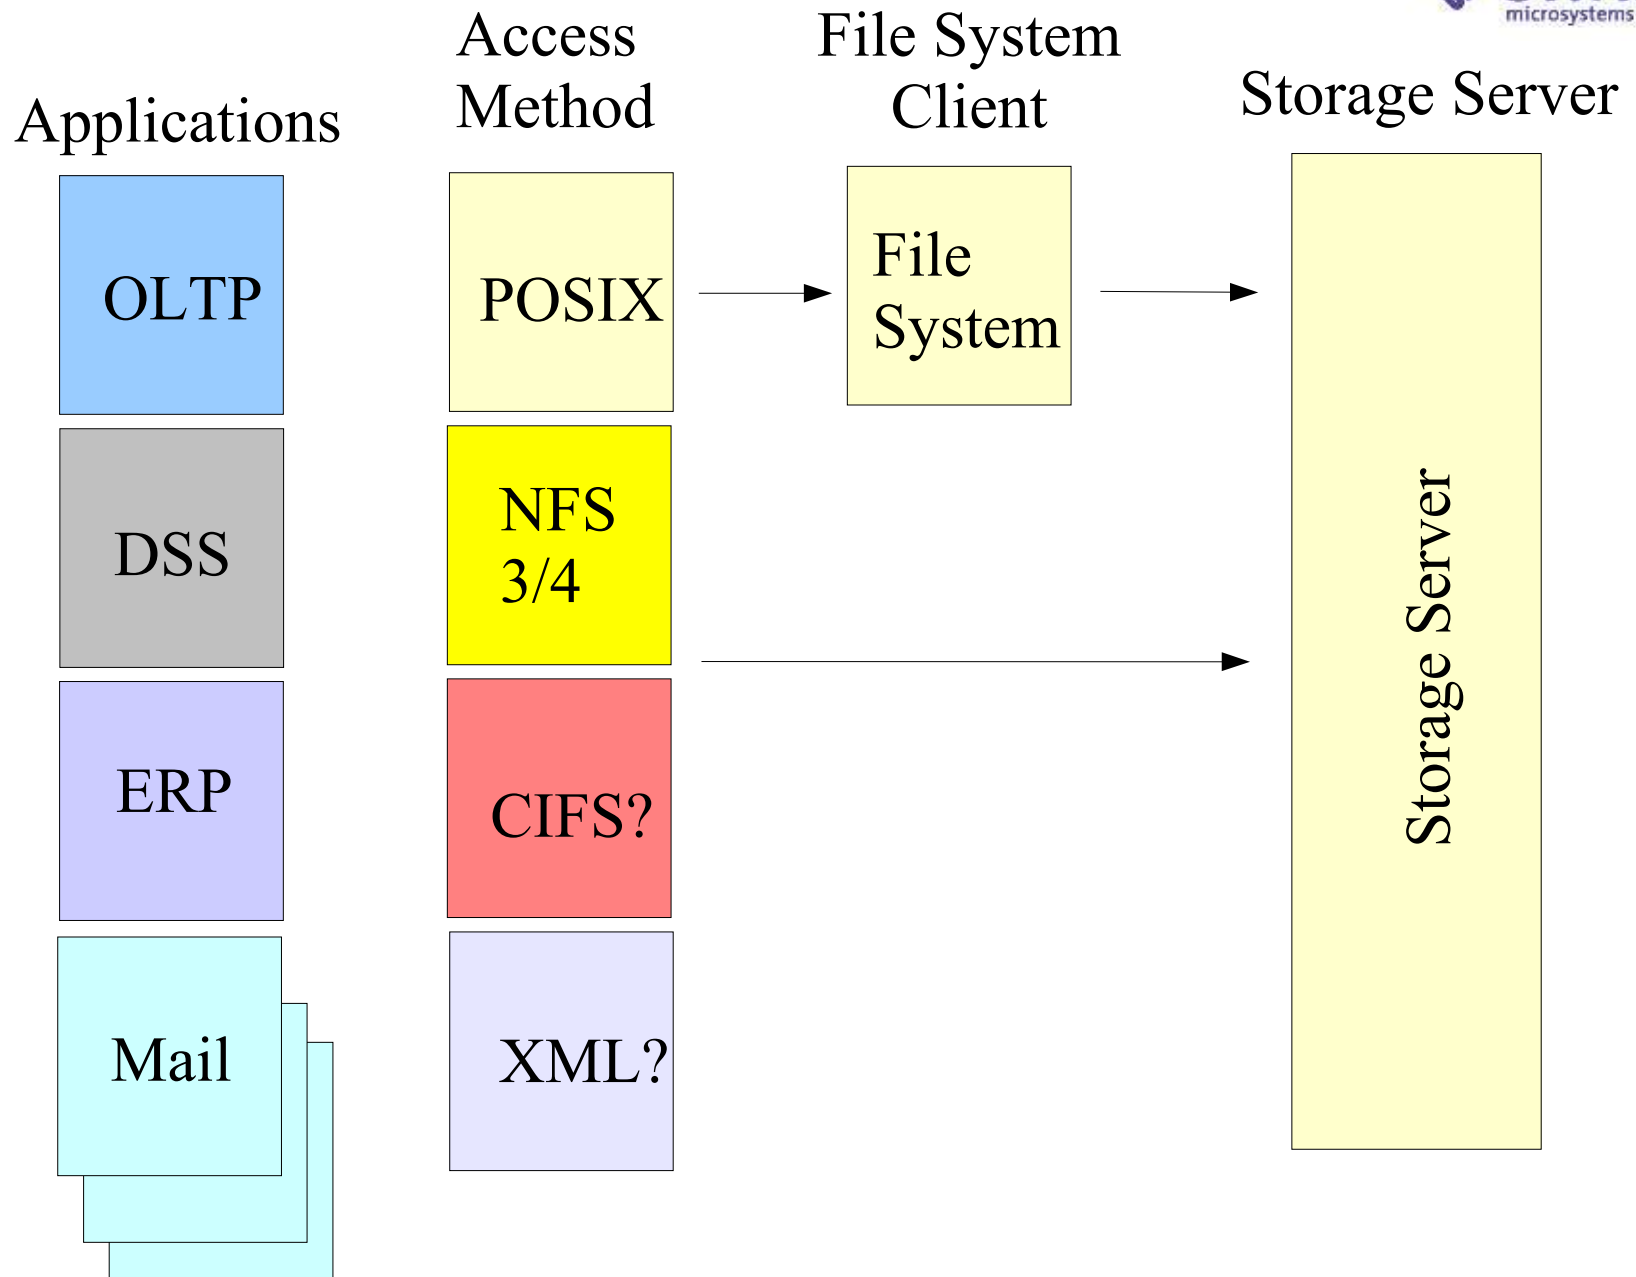 microsystems
Access
Method
File System
Client
Storage Server
Applications
OLTP
POSIX
File
System
DSS
NFS
3/4
Storage Server
ERP
CIFS?
Mail
XML?